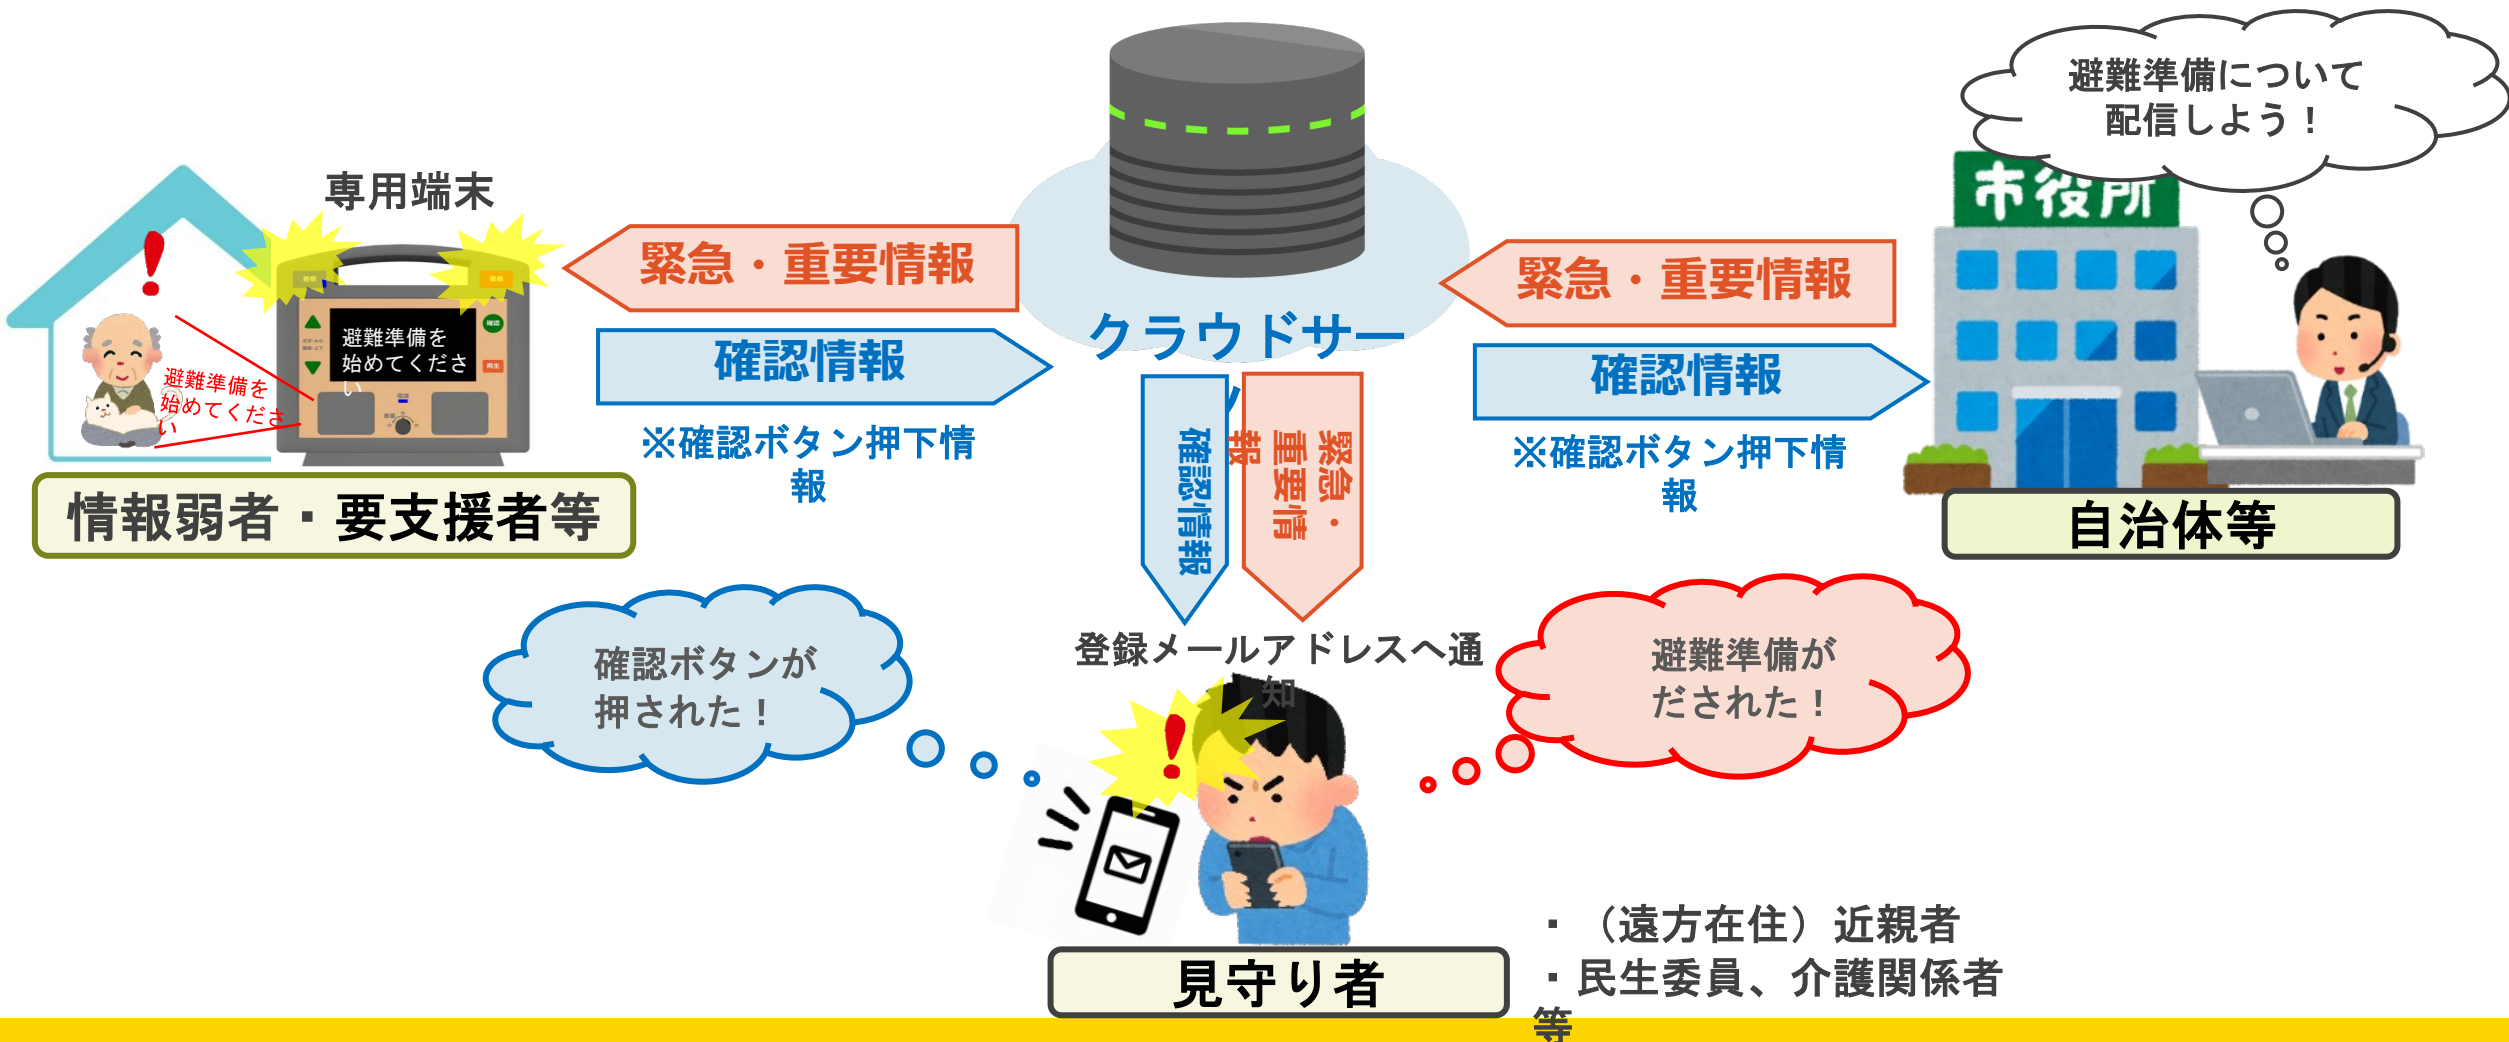 避難準備について
配信しよう！
市役所
専用端末
緊急・重要情報
緊急・重要情報
避難準備を
始めてくださ
い
確認
再生
避難準備を
始めてくださ
い
クラウドサー
バ
確認情報
確認情報
※確認ボタン押下情
報
※確認ボタン押下情
報
確認情報
緊急・
重要情
報
情報弱者・要支援者等
自治体等
登録メールアドレスへ通
知
確認ボタンが
押された！
避難準備が
だされた！
見守り者
・（遠方在住）近親者
・民生委員、介護関係者
等